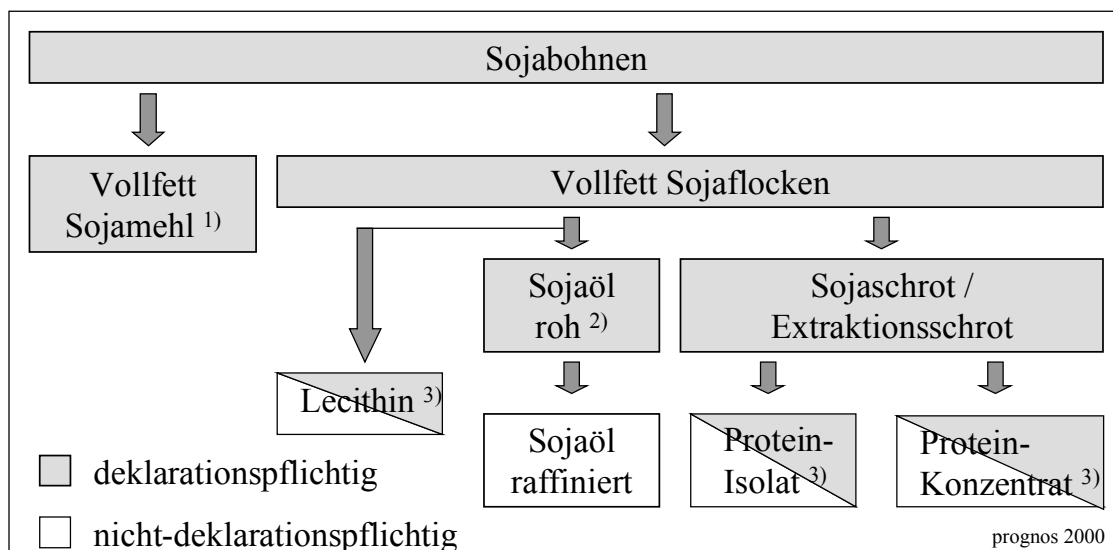 Sojabohnen
Vollfett
Sojamehl 1)
Vollfett Sojaflocken
Sojaöl
roh 2)
Sojaschrot /
Extraktionsschrot
Lecithin 3)
Sojaöl
raffiniert
Protein-
Isolat 3)
Protein-
Konzentrat 3)
deklarationspflichtig
nicht-deklarationspflichtig
prognos 2000